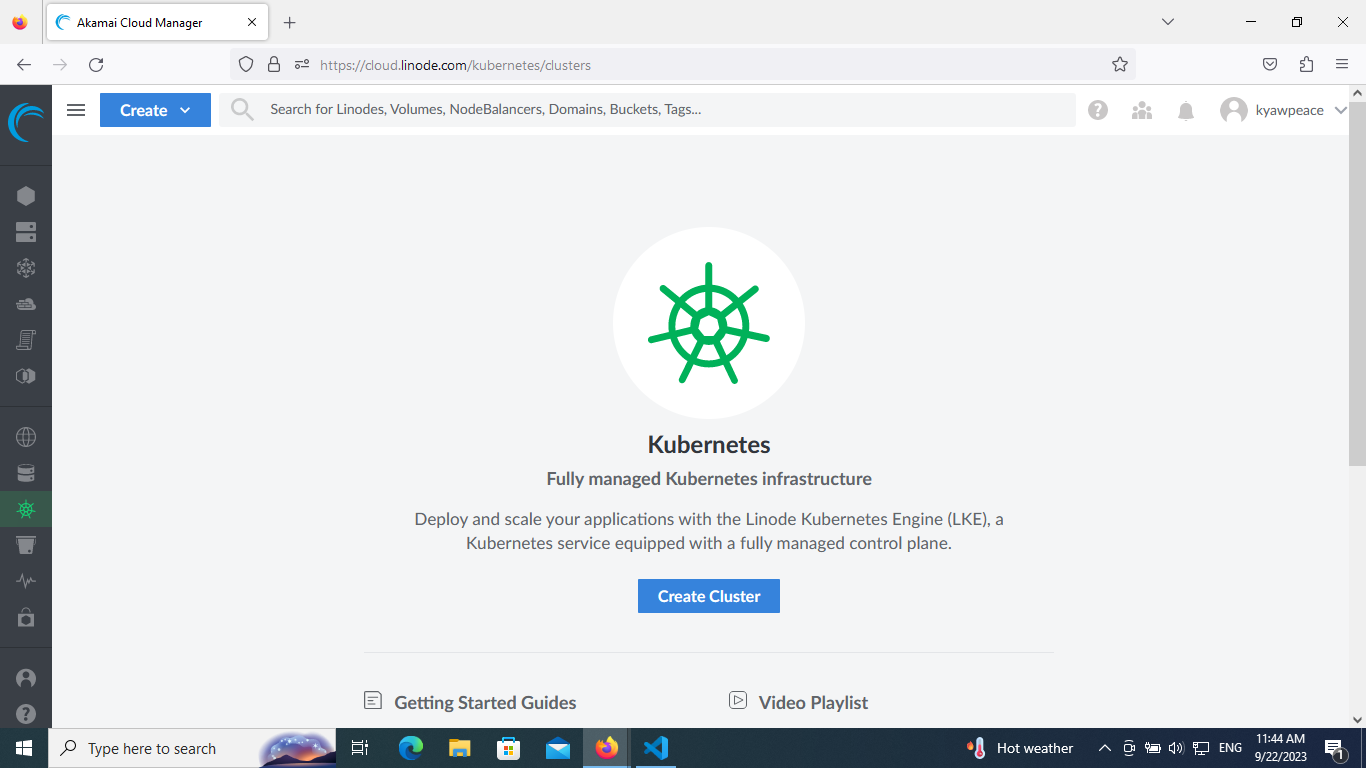 Akamai Cloud Manager
https://cloud.linode.com/kubernetes/clusters
Create
Search for Linodes, Volumes, NodeBalancers, Domains, Buckets, Tags...
kyawpeace
Kubernetes
Fully managed Kubernetes infrastructure
Deploy and scale your applications with the Linode Kubernetes Engine (LKE), a
Kubernetes service equipped with a fully managed control plane.
Create Cluster
Getting Started Guides
Video Playlist
Type here to search
Hot weather
ENG
11:44 AM
9/22/2023
1